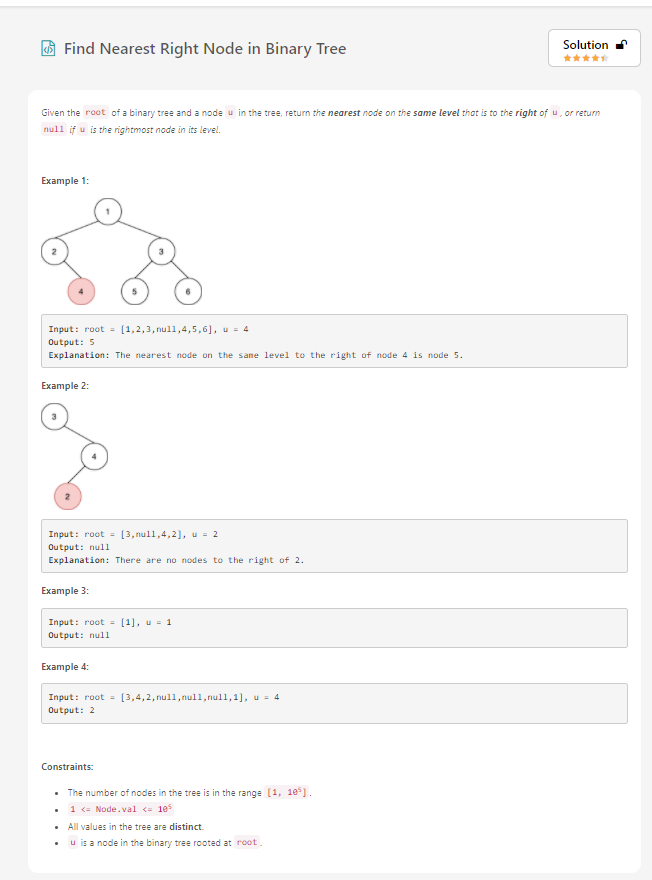 Find Nearest Right Node in Binary Tree
Solution
Given the root of a binary tree and a node u in the tree, return the nearest node on the same level that is to the right of u, or return
null if u is the rightmost node in its level.
Example 1:
1
2 3
4 5 6
Input: root = [1,2,3,null,4,5,6], u = 4
Output: 5
Explanation: The nearest node on the same level to the right of node 4 is node 5.
Example 2:
3
4
2
Input: root = [3,null,4,2], u = 2
Output: null
Explanation: There are no nodes to the right of 2.
Example 3:
Input: root = [1], u = 1
Output: null
Example 4:
Input: root = [3,4,2,null,null,null,1], u = 4
Output: 2
Constraints:
• The number of nodes in the tree is in the range [1, 10⁵].
• 1 <= Node.val <= 10⁵
• All values in the tree are distinct.
• u is a node in the binary tree rooted at root.